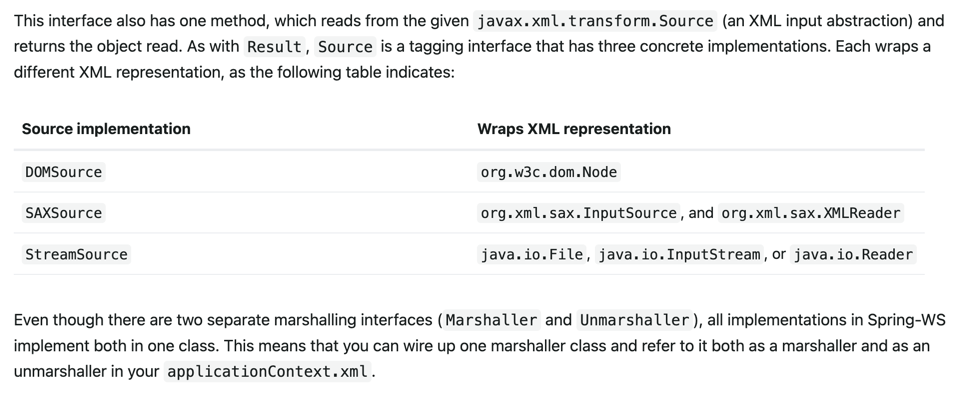 This interface also has one method, which reads from the given javax.xml.transform.Source (an XML input abstraction) and
returns the object read. As with Result, Source is a tagging interface that has three concrete implementations. Each wraps a
different XML representation, as the following table indicates:
Source implementation Wraps XML representation
DOMSource org.w3c.dom.Node
SAXSource org.xml.sax.InputSource, and org.xml.sax.XMLReader
StreamSource java.io.File, java.io.InputStream, or java.io.Reader
Even though there are two separate marshalling interfaces (Marshaller and Unmarshaller), all implementations in Spring-WS
implement both in one class. This means that you can wire up one marshaller class and refer to it both as a marshaller and as an
unmarshaller in your applicationContext.xml.